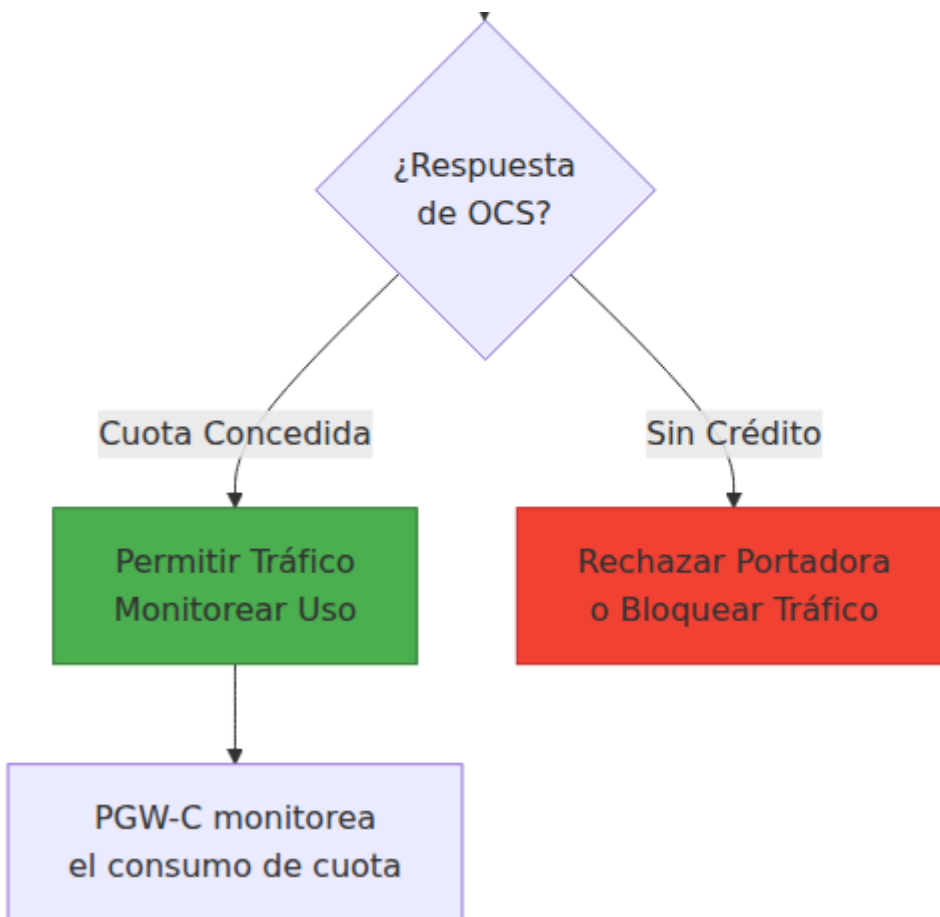 ¿Respuesta
de OCS?
Cuota Concedida
Sin Crédito
Permitir Tráfico
Monitorear Uso
Rechazar Portadora
o Bloquear Tráfico
PGW-C monitorea
el consumo de cuota